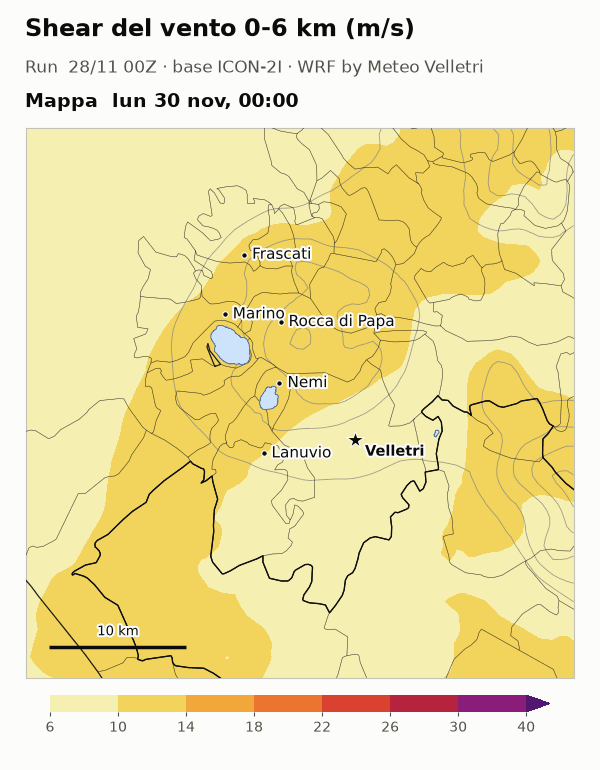 Shear del vento 0-6 km (m/s)
Run  28/11 00Z · base ICON-2I · WRF by Meteo Velletri
Mappa  lun 30 nov, 00:00
Frascati
Marino
Rocca di Papa
Nemi
Velletri
Lanuvio
10 km
6 10 14 18 22 26 30 40